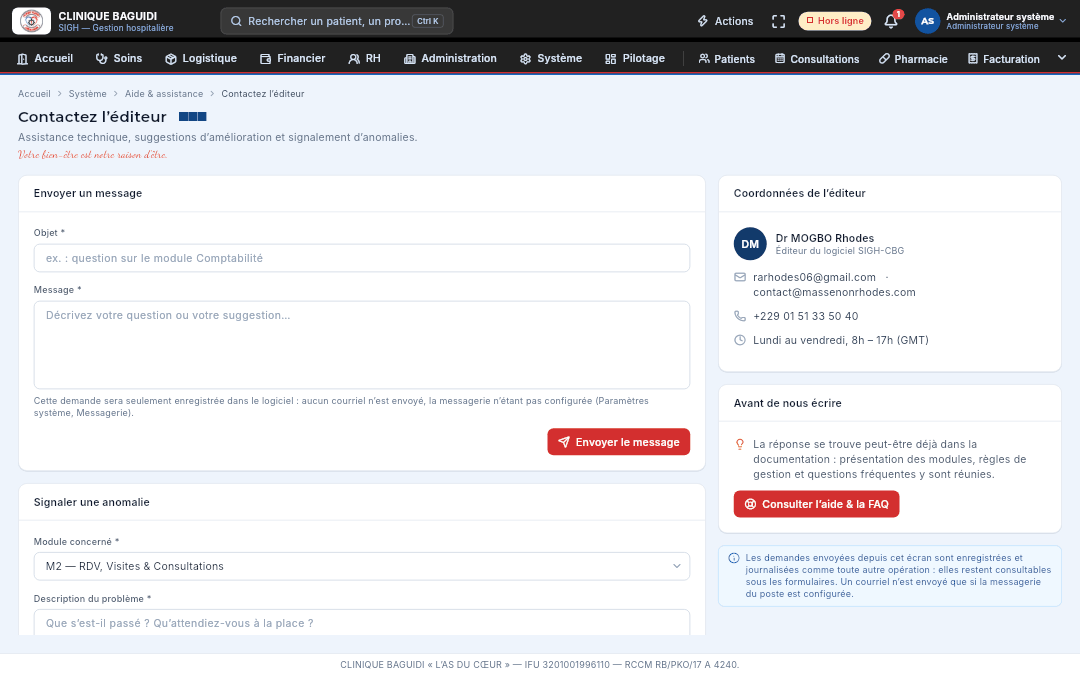 CLINIQUE BAGUIDI
SIGH — Gestion hospitalière
Rechercher un patient, un pro... Ctrl K
Actions
Hors ligne
1
AS
Administrateur système
Administrateur système
Accueil
Soins
Logistique
Financier
RH
Administration
Système
Pilotage
Patients
Consultations
Pharmacie
Facturation
Accueil > Système > Aide & assistance > Contactez l'éditeur
Contactez l'éditeur
Assistance technique, suggestions d'amélioration et signalement d'anomalies.
Votre bien-être est notre raison d'être.
Envoyer un message
Objet *
ex. : question sur le module Comptabilité
Message *
Décrivez votre question ou votre suggestion...
Cette demande sera seulement enregistrée dans le logiciel : aucun courriel n'est envoyé, la messagerie n'étant pas configurée (Paramètres
système, Messagerie).
Envoyer le message
Signaler une anomalie
Module concerné *
M2 — RDV, Visites & Consultations
Description du problème *
Que s'est-il passé ? Qu'attendiez-vous à la place ?
Coordonnées de l'éditeur
DM
Dr MOGBO Rhodes
Éditeur du logiciel SIGH-CBG
rarhodes06@gmail.com ·
contact@massenonrhodes.com
+229 01 51 33 50 40
Lundi au vendredi, 8h – 17h (GMT)
Avant de nous écrire
La réponse se trouve peut-être déjà dans la
documentation : présentation des modules, règles de
gestion et questions fréquentes y sont réunies.
Consulter l'aide & la FAQ
Les demandes envoyées depuis cet écran sont enregistrées et
journalisées comme toute autre opération : elles restent consultables
sous les formulaires. Un courriel n'est envoyé que si la messagerie
du poste est configurée.
CLINIQUE BAGUIDI « L'AS DU CŒUR » — IFU 3201001996110 — RCCM RB/PKO/17 A 4240.